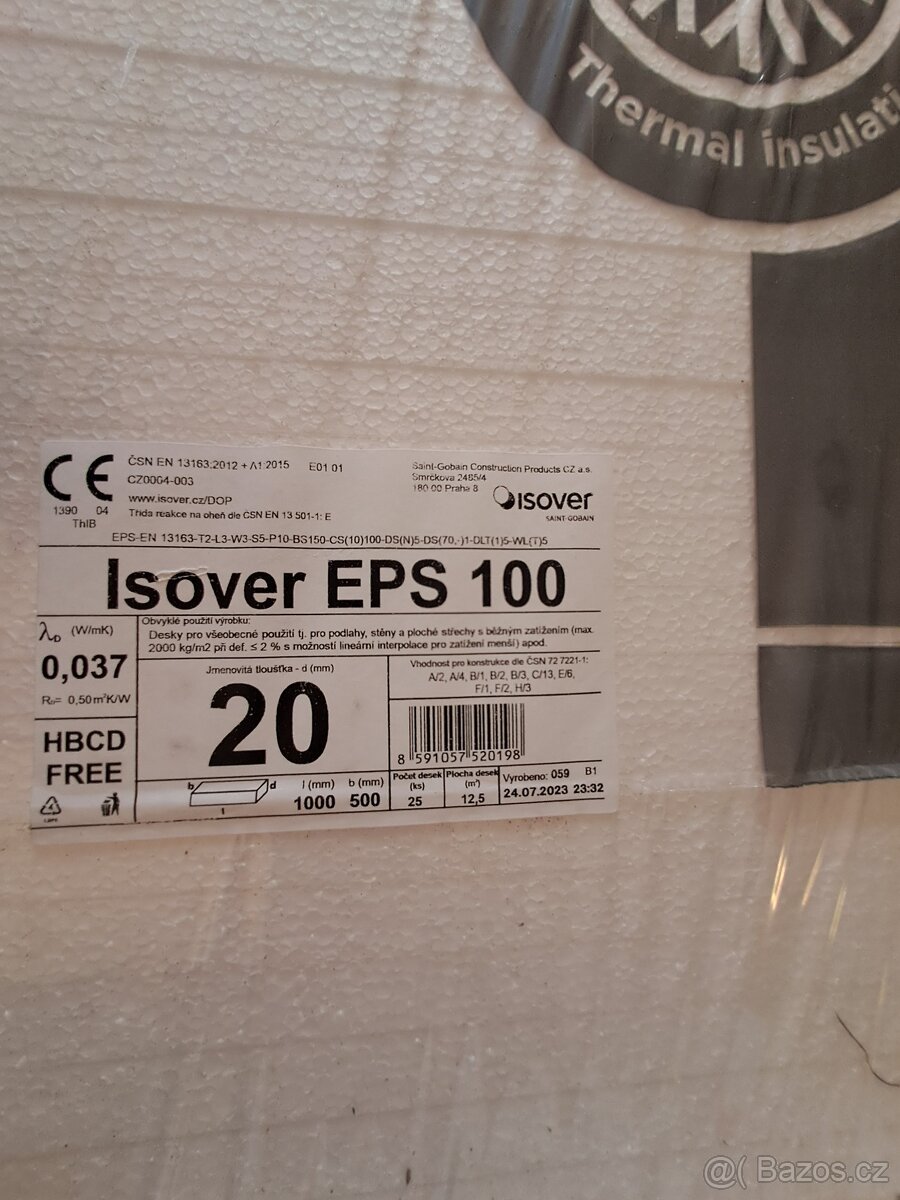 Thermal insulati
CE
1390 04
ThIB
ČSN EN 13163:2012 + A1:2015 E01 01
CZ0004-003
www.isover.cz/DOP
Třída reakce na oheň dle ČSN EN 13 501-1: E
Saint-Gobain Construction Products CZ a.s.
Smrčkova 2485/4
180 00 Praha 8
isover
SAINT-GOBAIN
EPS-EN 13163-T2-L3-W3-S5-P10-BS150-CS(10)100-DS(N)5-DS(70,-)1-DLT(1)5-WL(T)5
Isover EPS 100
λD (W/mK)
0,037
RD= 0,50m²K/W
HBCD
FREE
Obvyklé použití výrobku:
Desky pro všeobecné použití tj. pro podlahy, stěny a ploché střechy s běžným zatížením (max.
2000 kg/m2 při def. ≤ 2 % s možností lineární interpolace pro zatížení menší) apod.
Jmenovitá tloušťka - d (mm)
20
Vhodnost pro konstrukce dle ČSN 72 7221-1:
A/2, A/4, B/1, B/2, B/3, C/13, E/6,
F/1, F/2, H/3
8 591057 520198
b d l
l (mm) b (mm)
1000 500
Počet desek
(ks)
25
Plocha desek
(m²)
12,5
Vyrobeno: 059 B1
24.07.2023 23:32
@( Bazos.cz